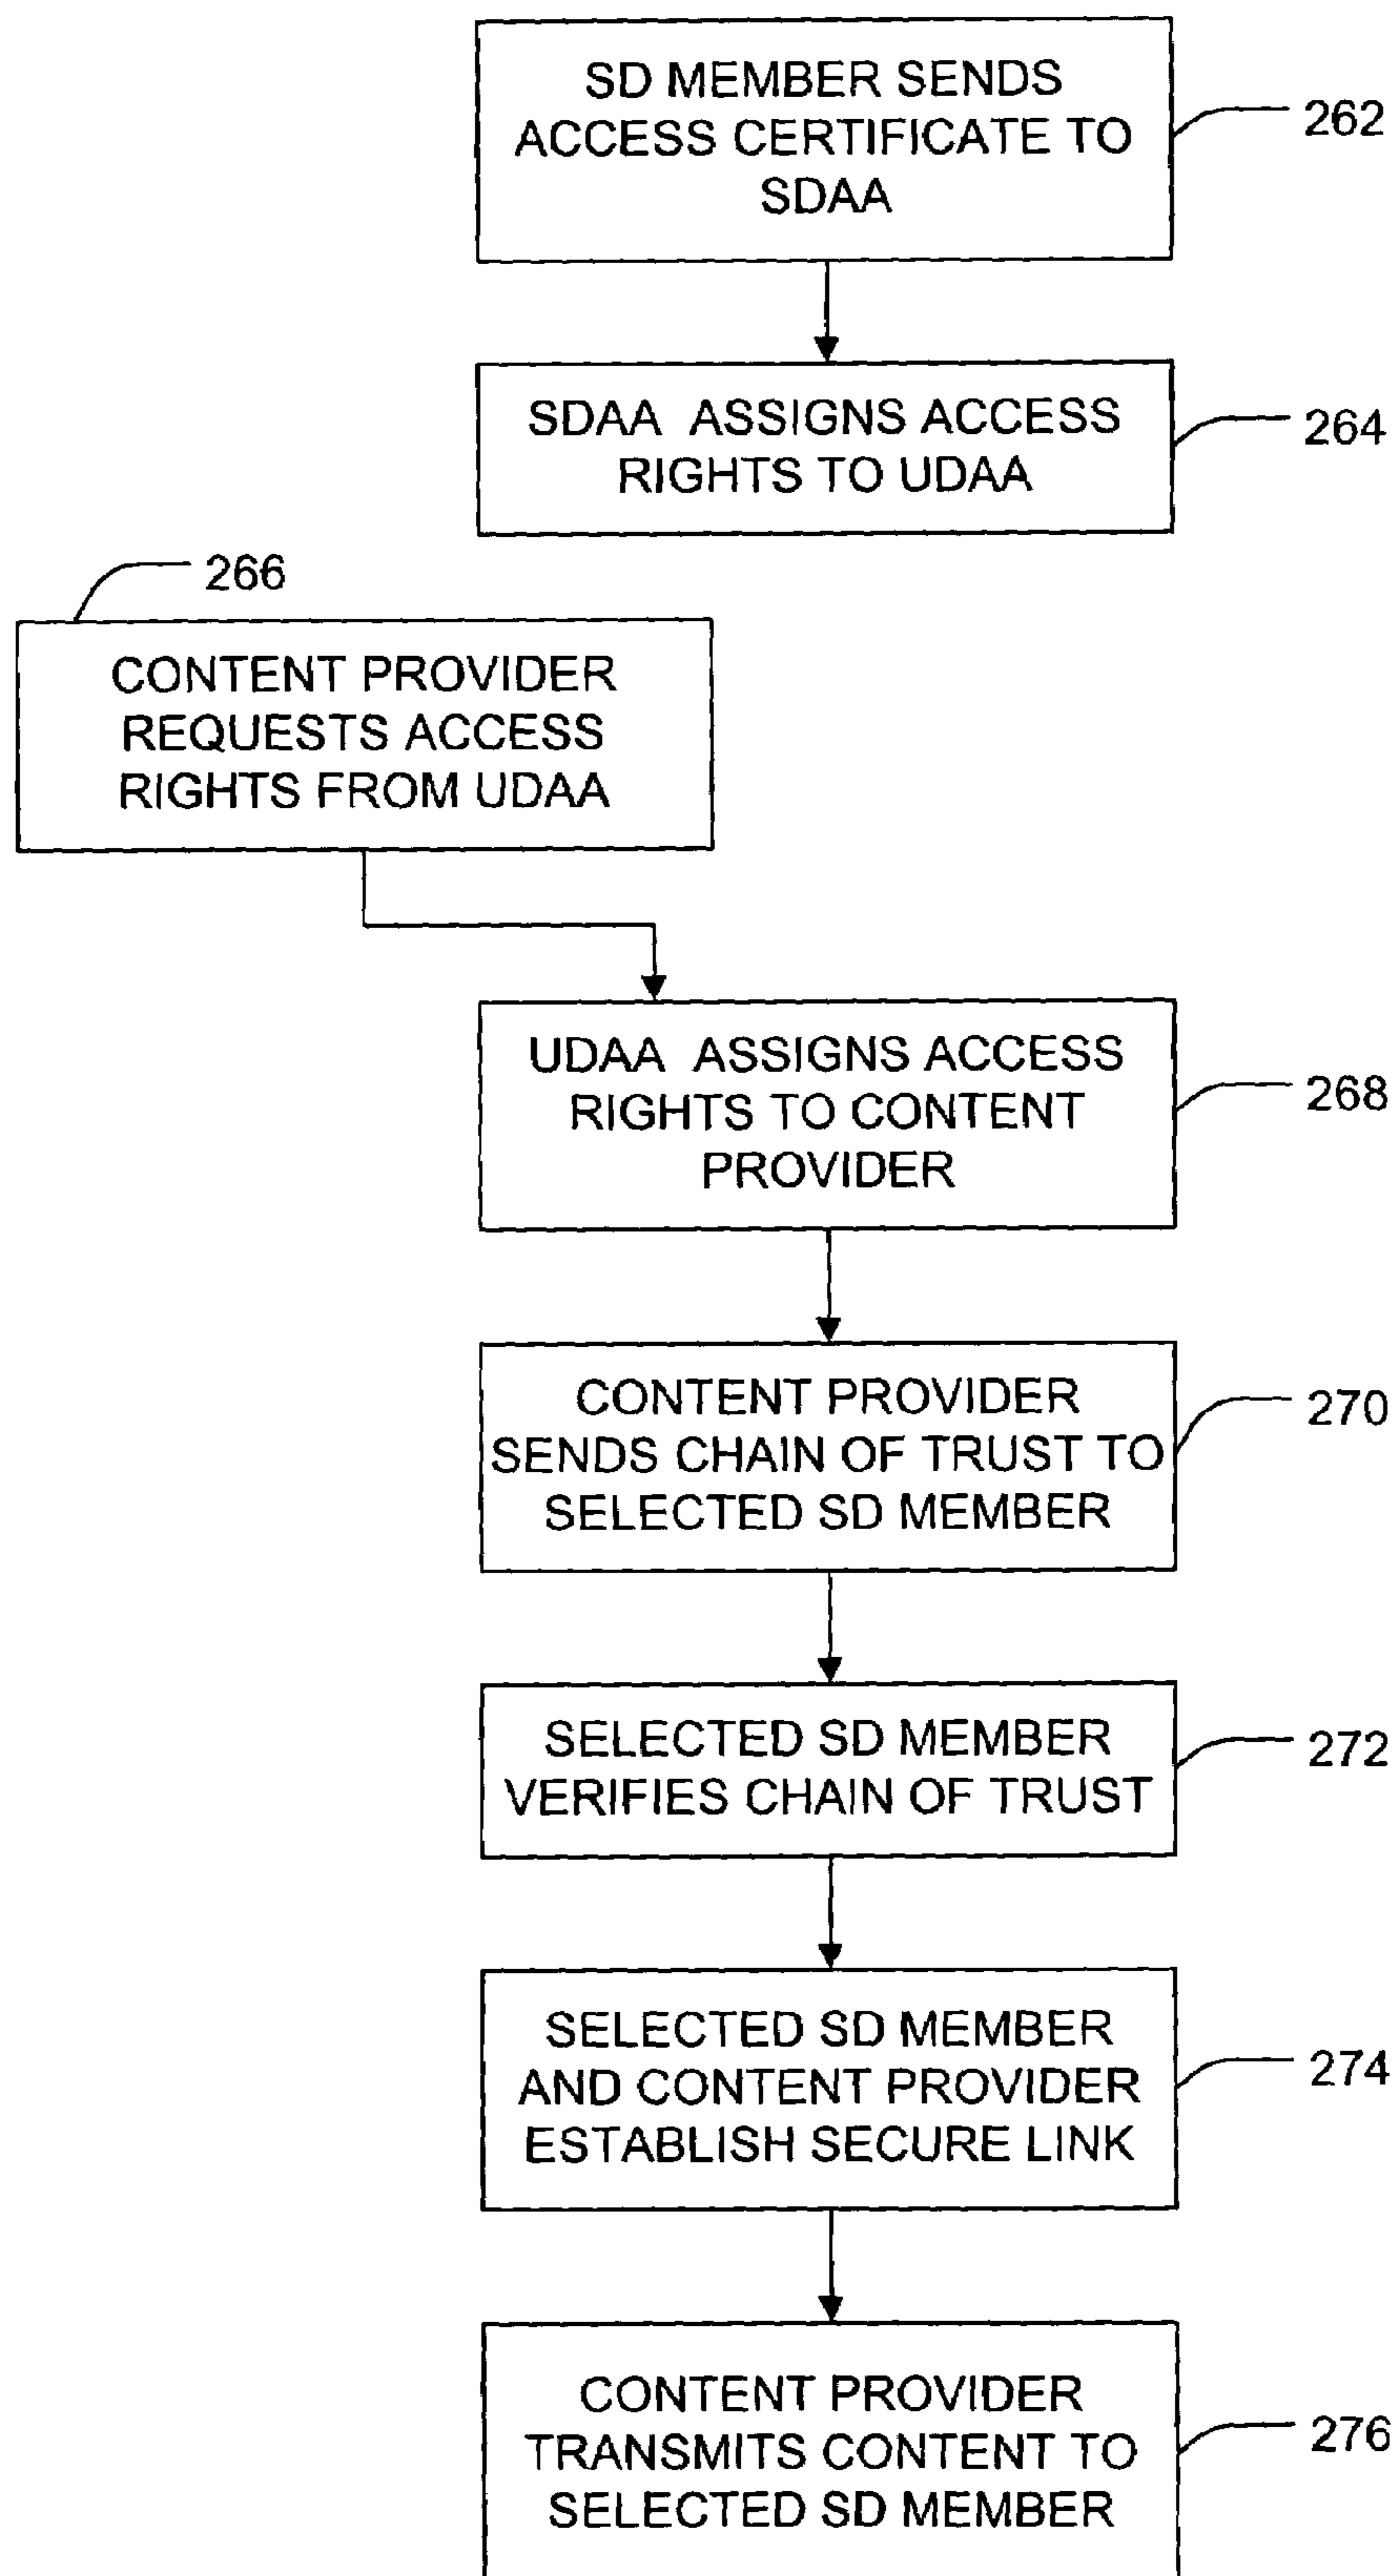 SD MEMBER SENDS
ACCESS CERTIFICATE TO
SDAA
262
SDAA ASSIGNS ACCESS
RIGHTS TO UDAA
264
266
CONTENT PROVIDER
REQUESTS ACCESS
RIGHTS FROM UDAA
UDAA ASSIGNS ACCESS
RIGHTS TO CONTENT
PROVIDER
268
CONTENT PROVIDER
SENDS CHAIN OF TRUST TO
SELECTED SD MEMBER
270
SELECTED SD MEMBER
VERIFIES CHAIN OF TRUST
272
SELECTED SD MEMBER
AND CONTENT PROVIDER
ESTABLISH SECURE LINK
274
CONTENT PROVIDER
TRANSMITS CONTENT TO
SELECTED SD MEMBER
276